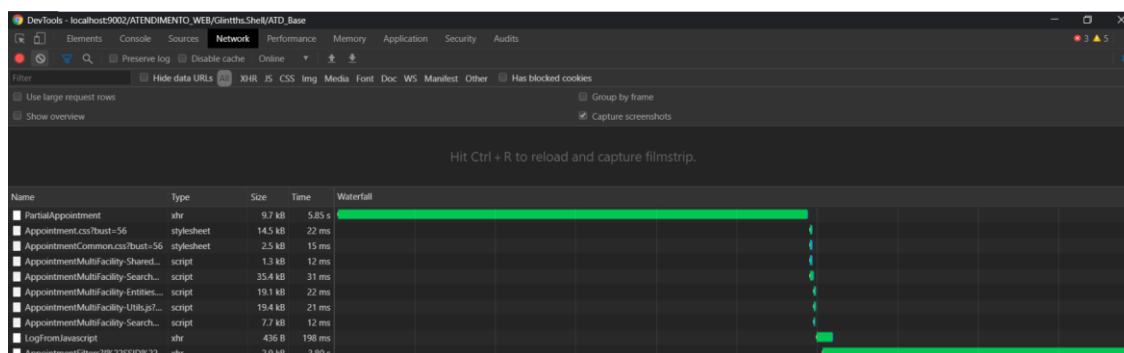 DevTools - localhost:9002/ATENDIMENTO_WEB/Glintths.Shell/ATD_Base
Elements Console Sources Network Performance Memory Application Security Audits 3 5
Preserve log Disable cache Online
Filter Hide data URLs All XHR JS CSS Img Media Font Doc WS Manifest Other Has blocked cookies
Use large request rows Group by frame
Show overview Capture screenshots
Hit Ctrl + R to reload and capture filmstrip.
Name Type Size Time Waterfall
PartialAppointment xhr 9.7 kB 5.85 s
Appointment.css?bust=56 stylesheet 14.5 kB 22 ms
AppointmentCommon.css?bust=56 stylesheet 2.5 kB 15 ms
AppointmentMultiFacility-Shared... script 1.3 kB 12 ms
AppointmentMultiFacility-Search... script 35.4 kB 31 ms
AppointmentMultiFacility-Entities.... script 19.1 kB 22 ms
AppointmentMultiFacility-Utils.js?... script 19.4 kB 21 ms
AppointmentMultiFacility-Search... script 7.7 kB 12 ms
LogFromJavascript xhr 436 B 198 ms
xhr 2.9 kB 3.80 s